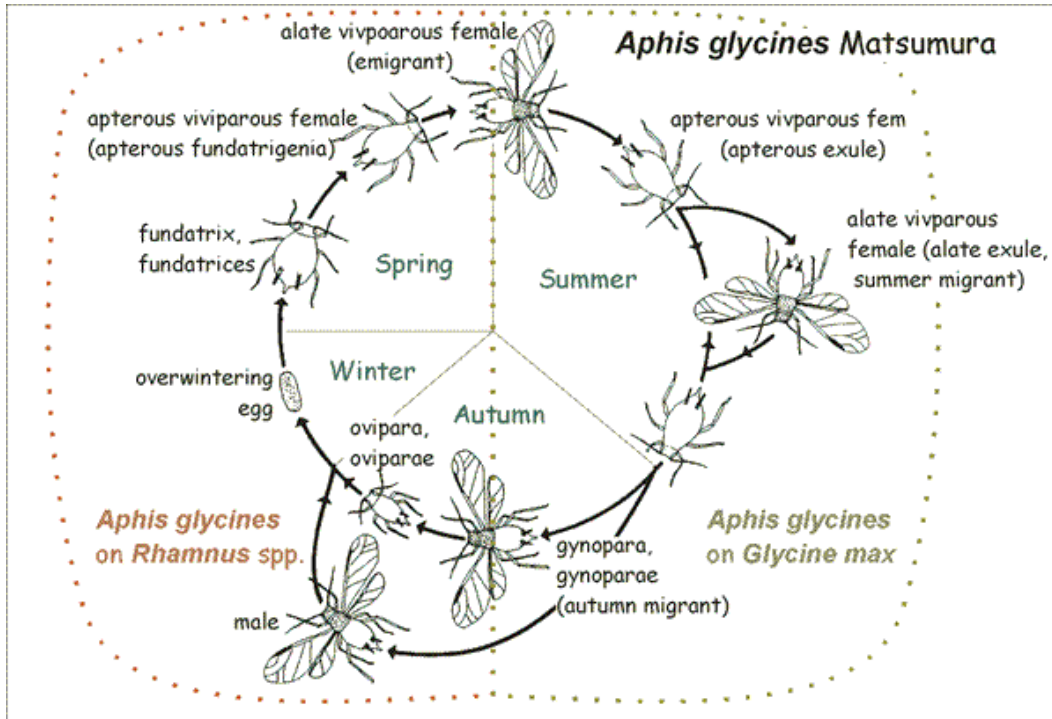 Aphis glycines Matsumura
alate vivpoarous female
(emigrant)
apterous viviparous female
(apterous fundatrigenia)
apterous vivparous fem
(apterous exule)
alate vivparous
female (alate exule,
summer migrant)
fundatrix,
fundatrices
Spring
Summer
Winter
Autumn
overwintering
egg
ovipara,
oviparae
Aphis glycines
on Rhamnus spp.
Aphis glycines
on Glycine max
gynopara,
gynoparae
(autumn migrant)
male